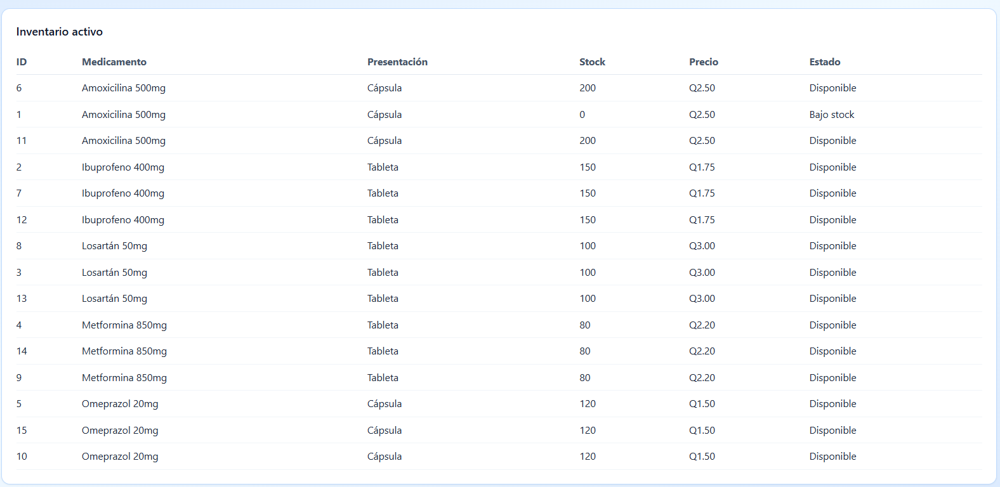 Inventario activo
ID Medicamento Presentación Stock Precio Estado
6 Amoxicilina 500mg Cápsula 200 Q2.50 Disponible
1 Amoxicilina 500mg Cápsula 0 Q2.50 Bajo stock
11 Amoxicilina 500mg Cápsula 200 Q2.50 Disponible
2 Ibuprofeno 400mg Tableta 150 Q1.75 Disponible
7 Ibuprofeno 400mg Tableta 150 Q1.75 Disponible
12 Ibuprofeno 400mg Tableta 150 Q1.75 Disponible
8 Losartán 50mg Tableta 100 Q3.00 Disponible
3 Losartán 50mg Tableta 100 Q3.00 Disponible
13 Losartán 50mg Tableta 100 Q3.00 Disponible
4 Metformina 850mg Tableta 80 Q2.20 Disponible
14 Metformina 850mg Tableta 80 Q2.20 Disponible
9 Metformina 850mg Tableta 80 Q2.20 Disponible
5 Omeprazol 20mg Cápsula 120 Q1.50 Disponible
15 Omeprazol 20mg Cápsula 120 Q1.50 Disponible
10 Omeprazol 20mg Cápsula 120 Q1.50 Disponible